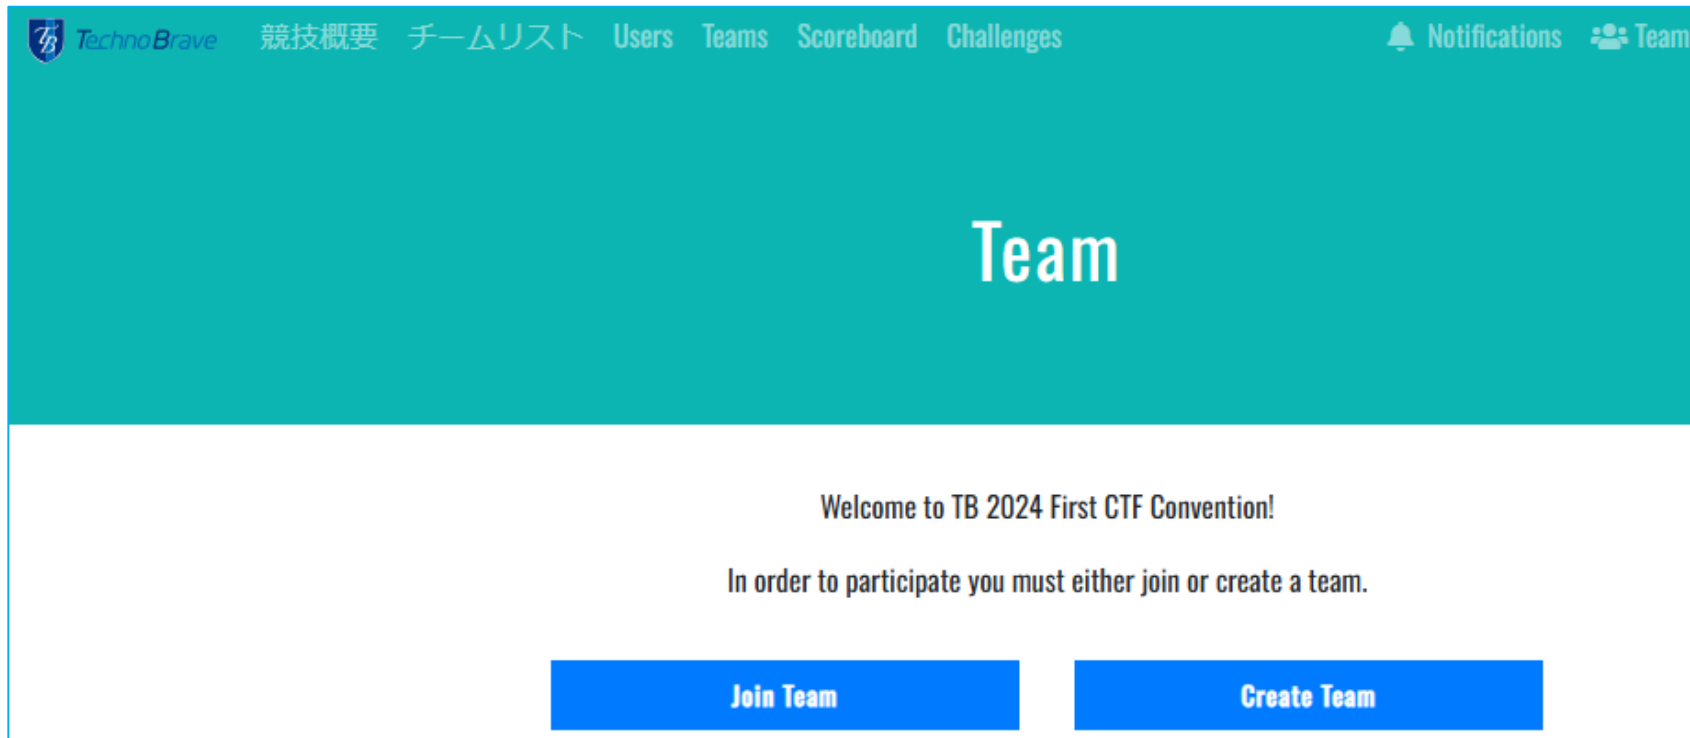 TB TechnoBrave 競技概要 チームリスト Users Teams Scoreboard Challenges Notifications Team
Team
Welcome to TB 2024 First CTF Convention!
In order to participate you must either join or create a team.
Join Team Create Team